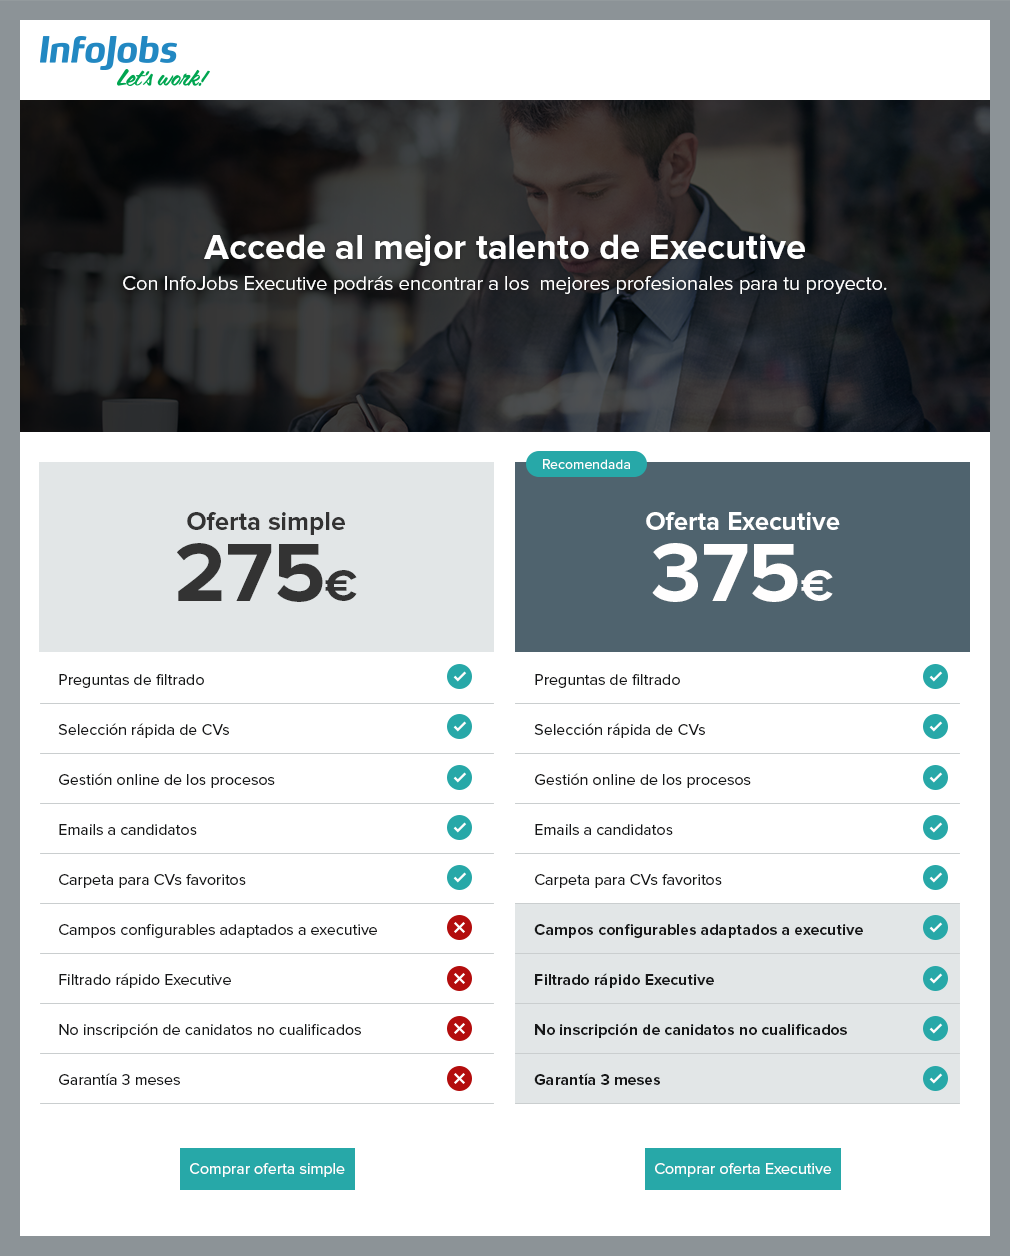 InfoJobs
Let's work!
Accede al mejor talento de Executive
Con InfoJobs Executive podrás encontrar a los  mejores profesionales para tu proyecto.
Oferta simple
275€
Preguntas de filtrado
Selección rápida de CVs
Gestión online de los procesos
Emails a candidatos
Carpeta para CVs favoritos
Campos configurables adaptados a executive
Filtrado rápido Executive
No inscripción de canidatos no cualificados
Garantía 3 meses
Comprar oferta simple
Recomendada
Oferta Executive
375€
Preguntas de filtrado
Selección rápida de CVs
Gestión online de los procesos
Emails a candidatos
Carpeta para CVs favoritos
Campos configurables adaptados a executive
Filtrado rápido Executive
No inscripción de canidatos no cualificados
Garantía 3 meses
Comprar oferta Executive